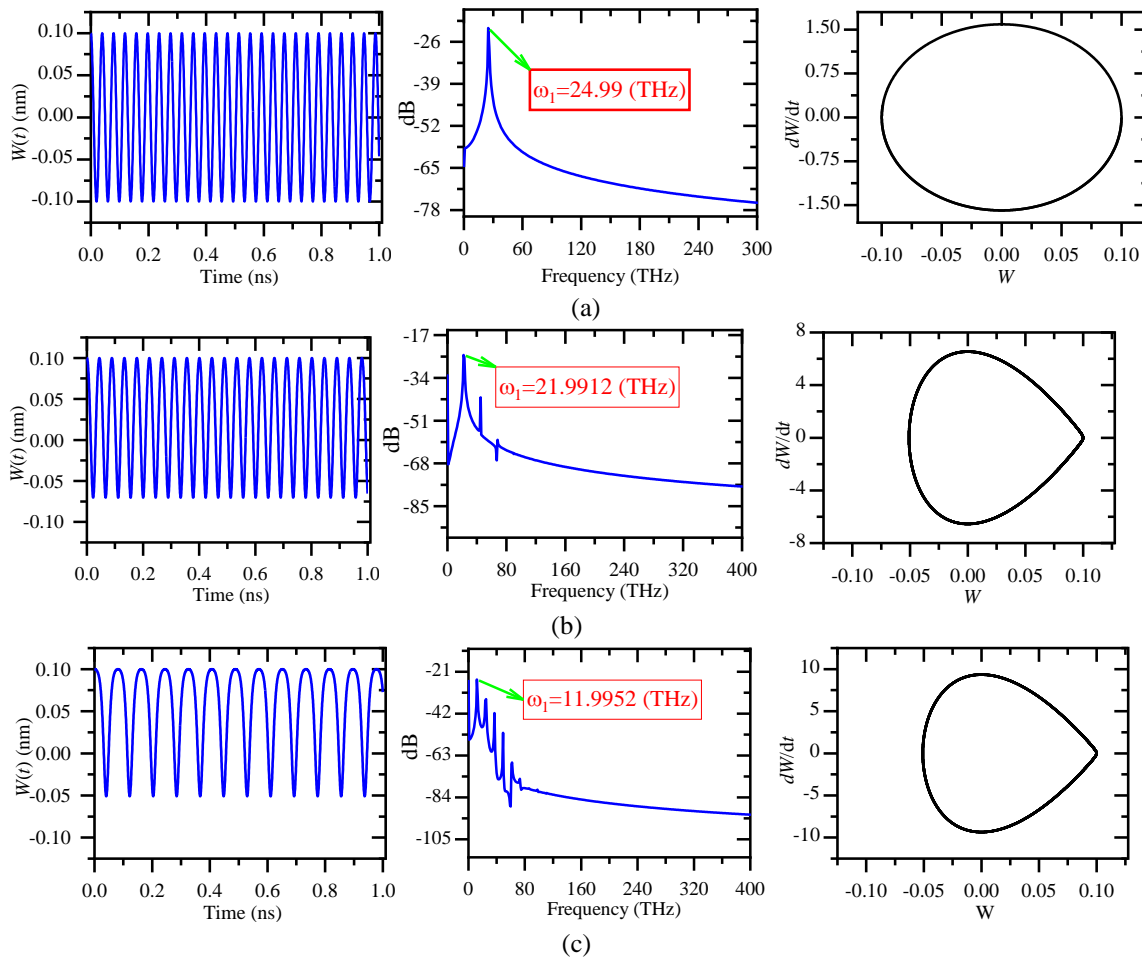 W(t) (nm)
0.10
0.05
0.00
-0.05
-0.10
0.0 0.2 0.4 0.6 0.8 1.0
Time (ns)
dB
-26
-39
-52
-65
-78
ω1=24.99 (THz)
0 60 120 180 240 300
Frequency (THz)
dW/dt
1.50
0.75
0.00
-0.75
-1.50
-0.10 -0.05 0.00 0.05 0.10
W
(a)
W(t) (nm)
0.10
0.05
0.00
-0.05
-0.10
0.0 0.2 0.4 0.6 0.8 1.0
Time (ns)
dB
-17
-34
-51
-68
-85
ω1=21.9912 (THz)
0 80 160 240 320 400
Frequency (THz)
dW/dt
8
4
0
-4
-8
-0.10 -0.05 0.00 0.05 0.10
W
(b)
W(t) (nm)
0.10
0.05
0.00
-0.05
-0.10
0.0 0.2 0.4 0.6 0.8 1.0
Time (ns)
dB
-21
-42
-63
-84
-105
ω1=11.9952 (THz)
0 80 160 240 320 400
Frequency (THz)
dW/dt
10
5
0
-5
-10
-0.10 -0.05 0.00 0.05 0.10
W
(c)